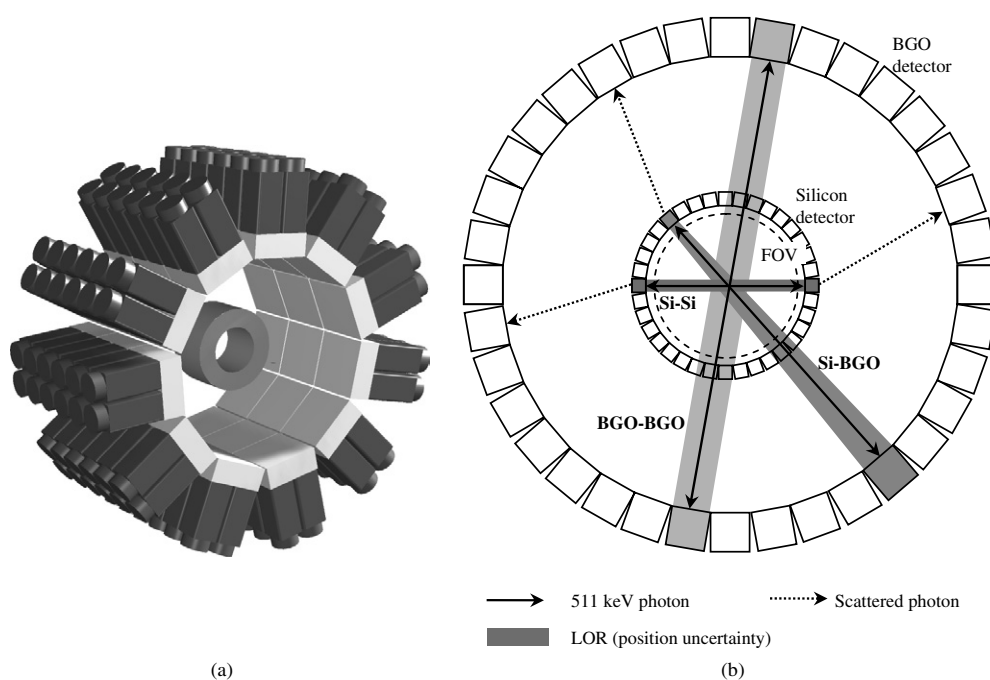 BGO
detector
Silicon
detector
FOV
Si-Si
Si-BGO
BGO-BGO
511 keV photon
Scattered photon
LOR (position uncertainty)
(a)
(b)